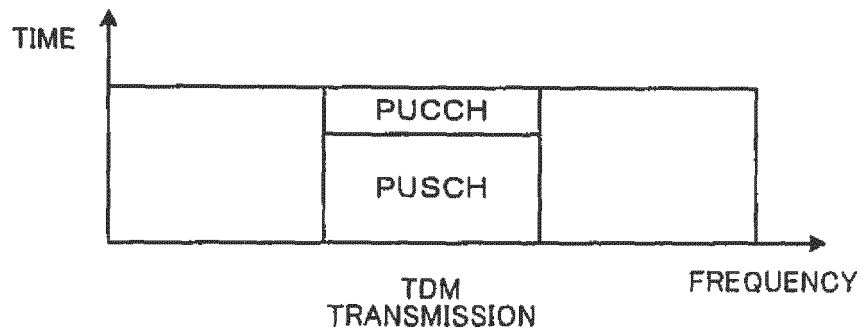 TIME
PUCCH
PUSCH
FREQUENCY
TDM
TRANSMISSION